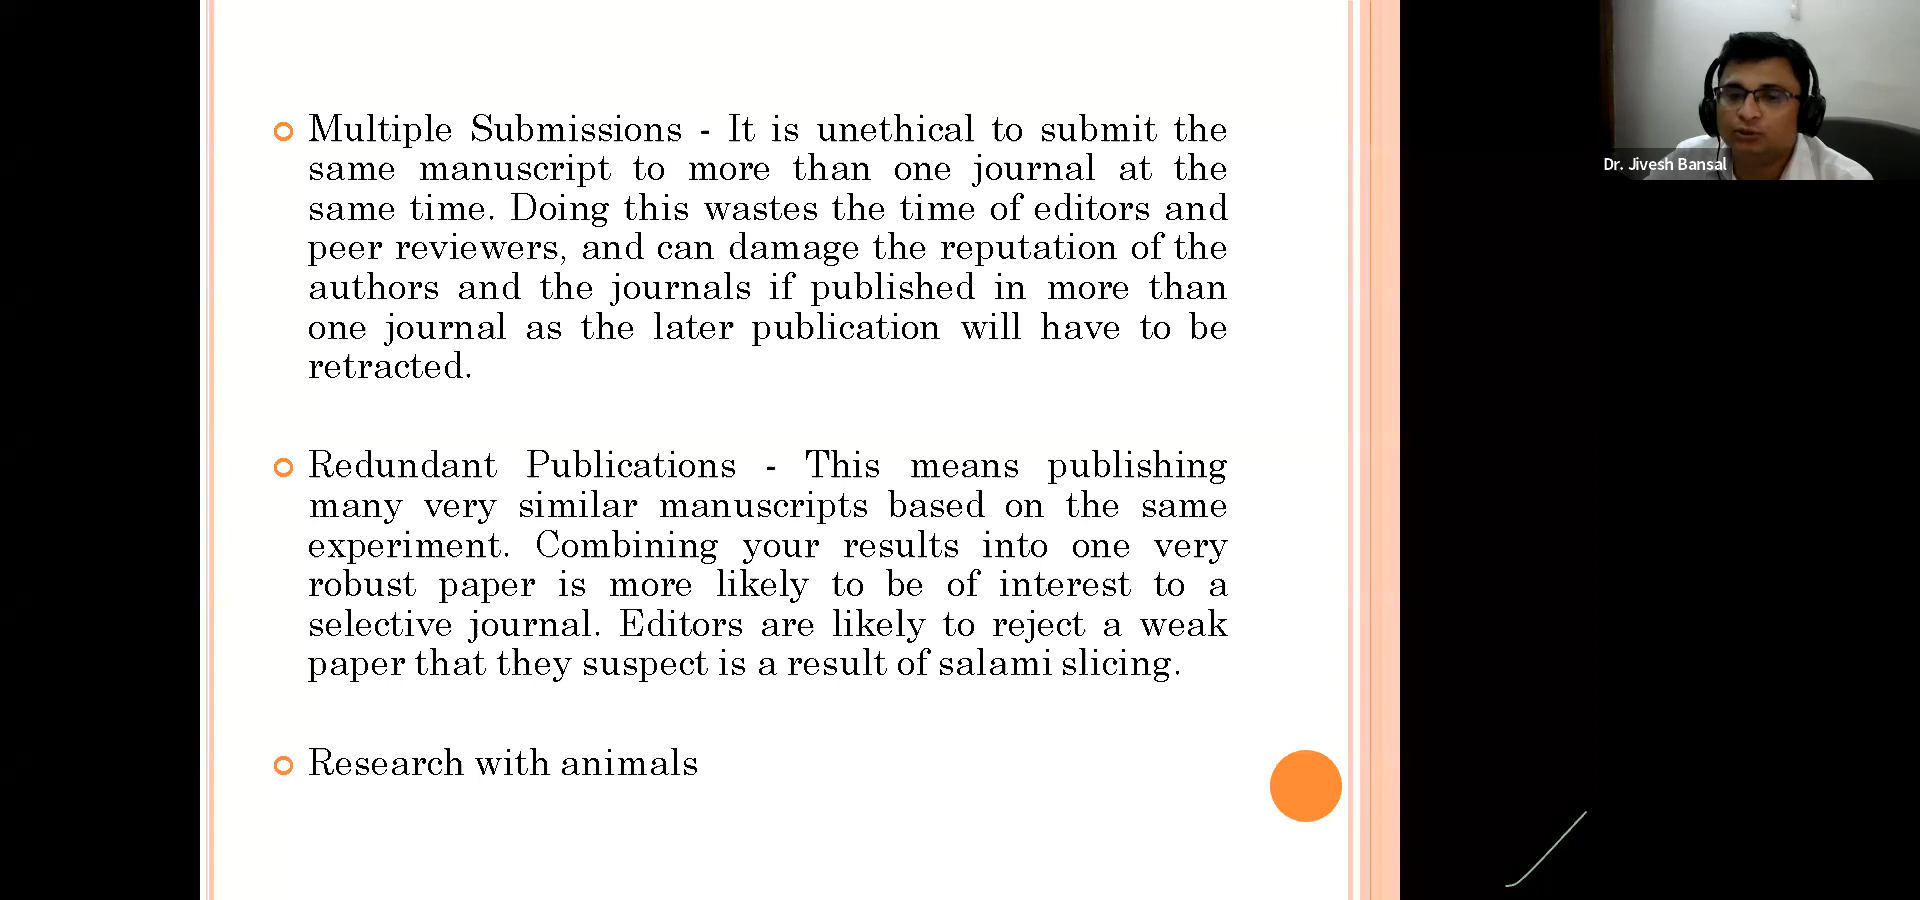 Multiple Submissions - It is unethical to submit the
same manuscript to more than one journal at the
same time. Doing this wastes the time of editors and
peer reviewers, and can damage the reputation of the
authors and the journals if published in more than
one journal as the later publication will have to be
retracted.
Redundant Publications - This means publishing
many very similar manuscripts based on the same
experiment. Combining your results into one very
robust paper is more likely to be of interest to a
selective journal. Editors are likely to reject a weak
paper that they suspect is a result of salami slicing.
Research with animals
Dr. Jivesh Bansal